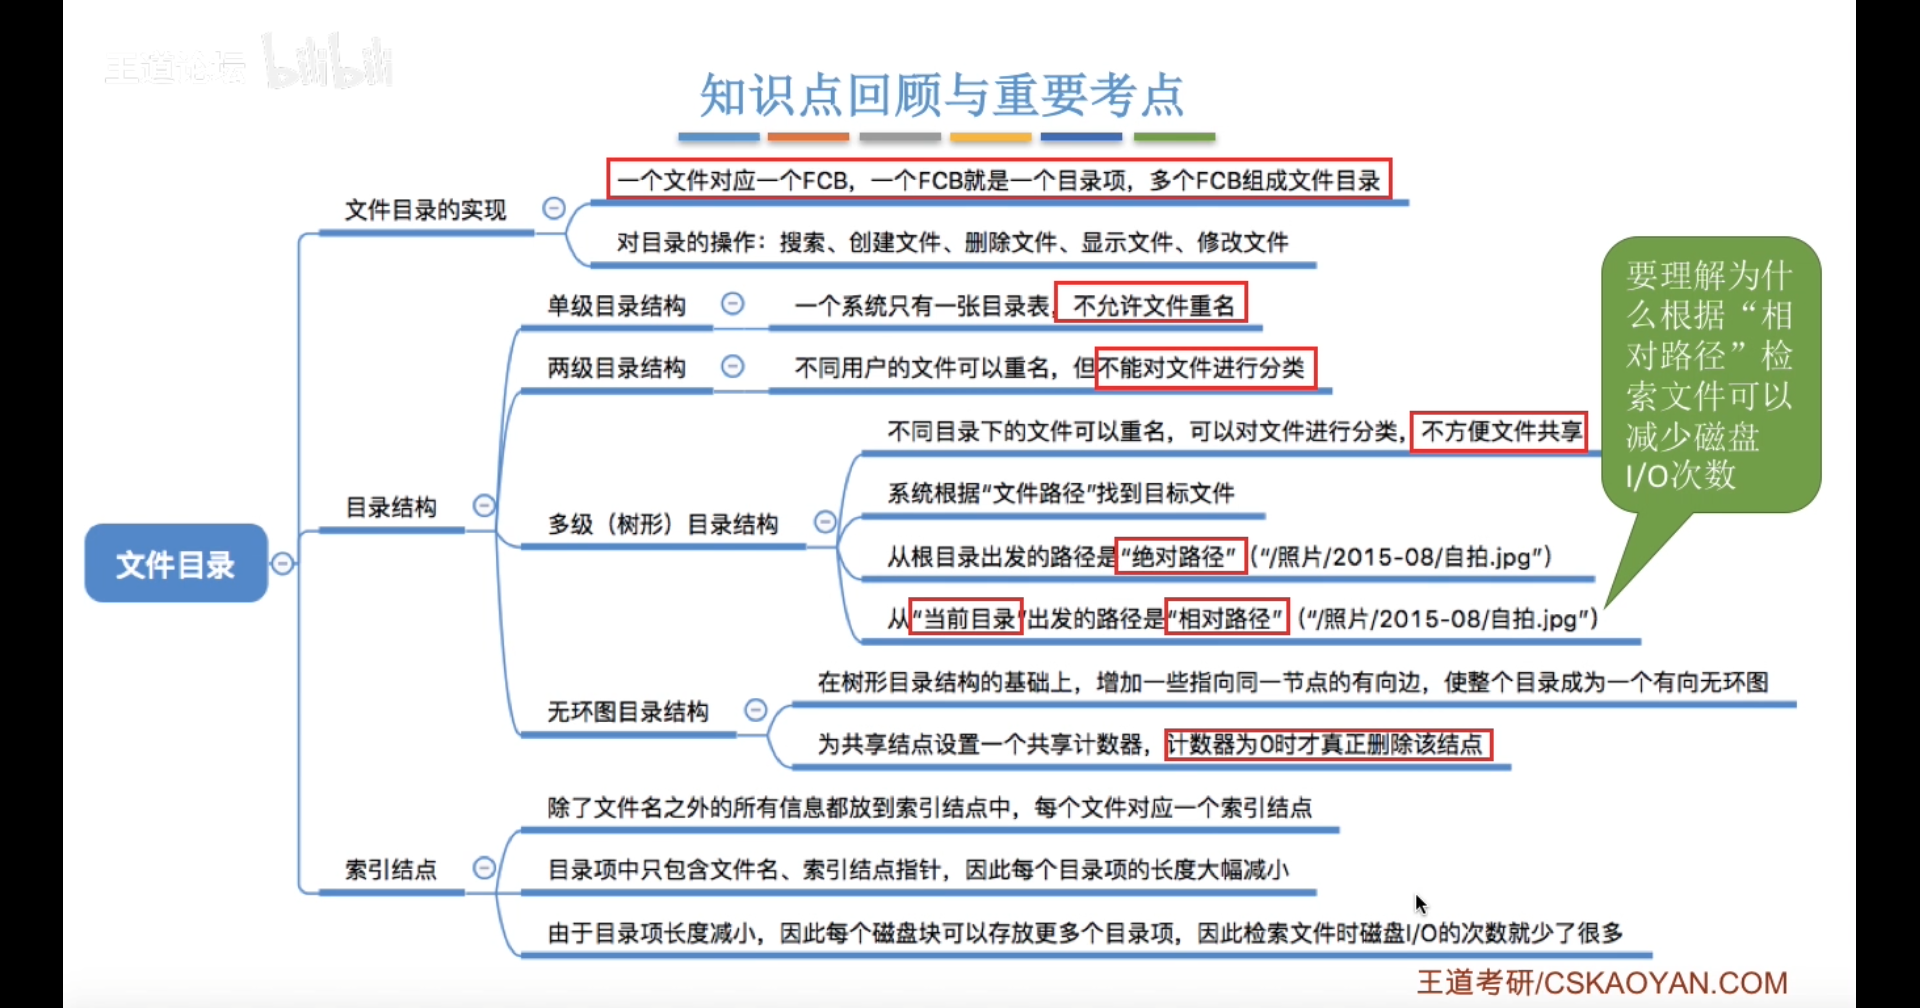 王道论坛 bilibili
知识点回顾与重要考点
一个文件对应一个FCB，一个FCB就是一个目录项，多个FCB组成文件目录
文件目录的实现
对目录的操作：搜索、创建文件、删除文件、显示文件、修改文件
单级目录结构
一个系统只有一张目录表，不允许文件重名
两级目录结构
不同用户的文件可以重名，但不能对文件进行分类
不同目录下的文件可以重名，可以对文件进行分类，不方便文件共享
系统根据“文件路径”找到目标文件
目录结构
多级（树形）目录结构
从根目录出发的路径是“绝对路径”（“/照片/2015-08/自拍.jpg”）
从“当前目录”出发的路径是“相对路径”（“/照片/2015-08/自拍.jpg”）
要理解为什
么根据“相
对路径”检
索文件可以
减少磁盘
I/O次数
文件目录
在树形目录结构的基础上，增加一些指向同一节点的有向边，使整个目录成为一个有向无环图
无环图目录结构
为共享结点设置一个共享计数器，计数器为0时才真正删除该结点
除了文件名之外的所有信息都放到索引结点中，每个文件对应一个索引结点
索引结点
目录项中只包含文件名、索引结点指针，因此每个目录项的长度大幅减小
由于目录项长度减小，因此每个磁盘块可以存放更多个目录项，因此检索文件时磁盘I/O的次数就少了很多
王道考研/CSKAOYAN.COM